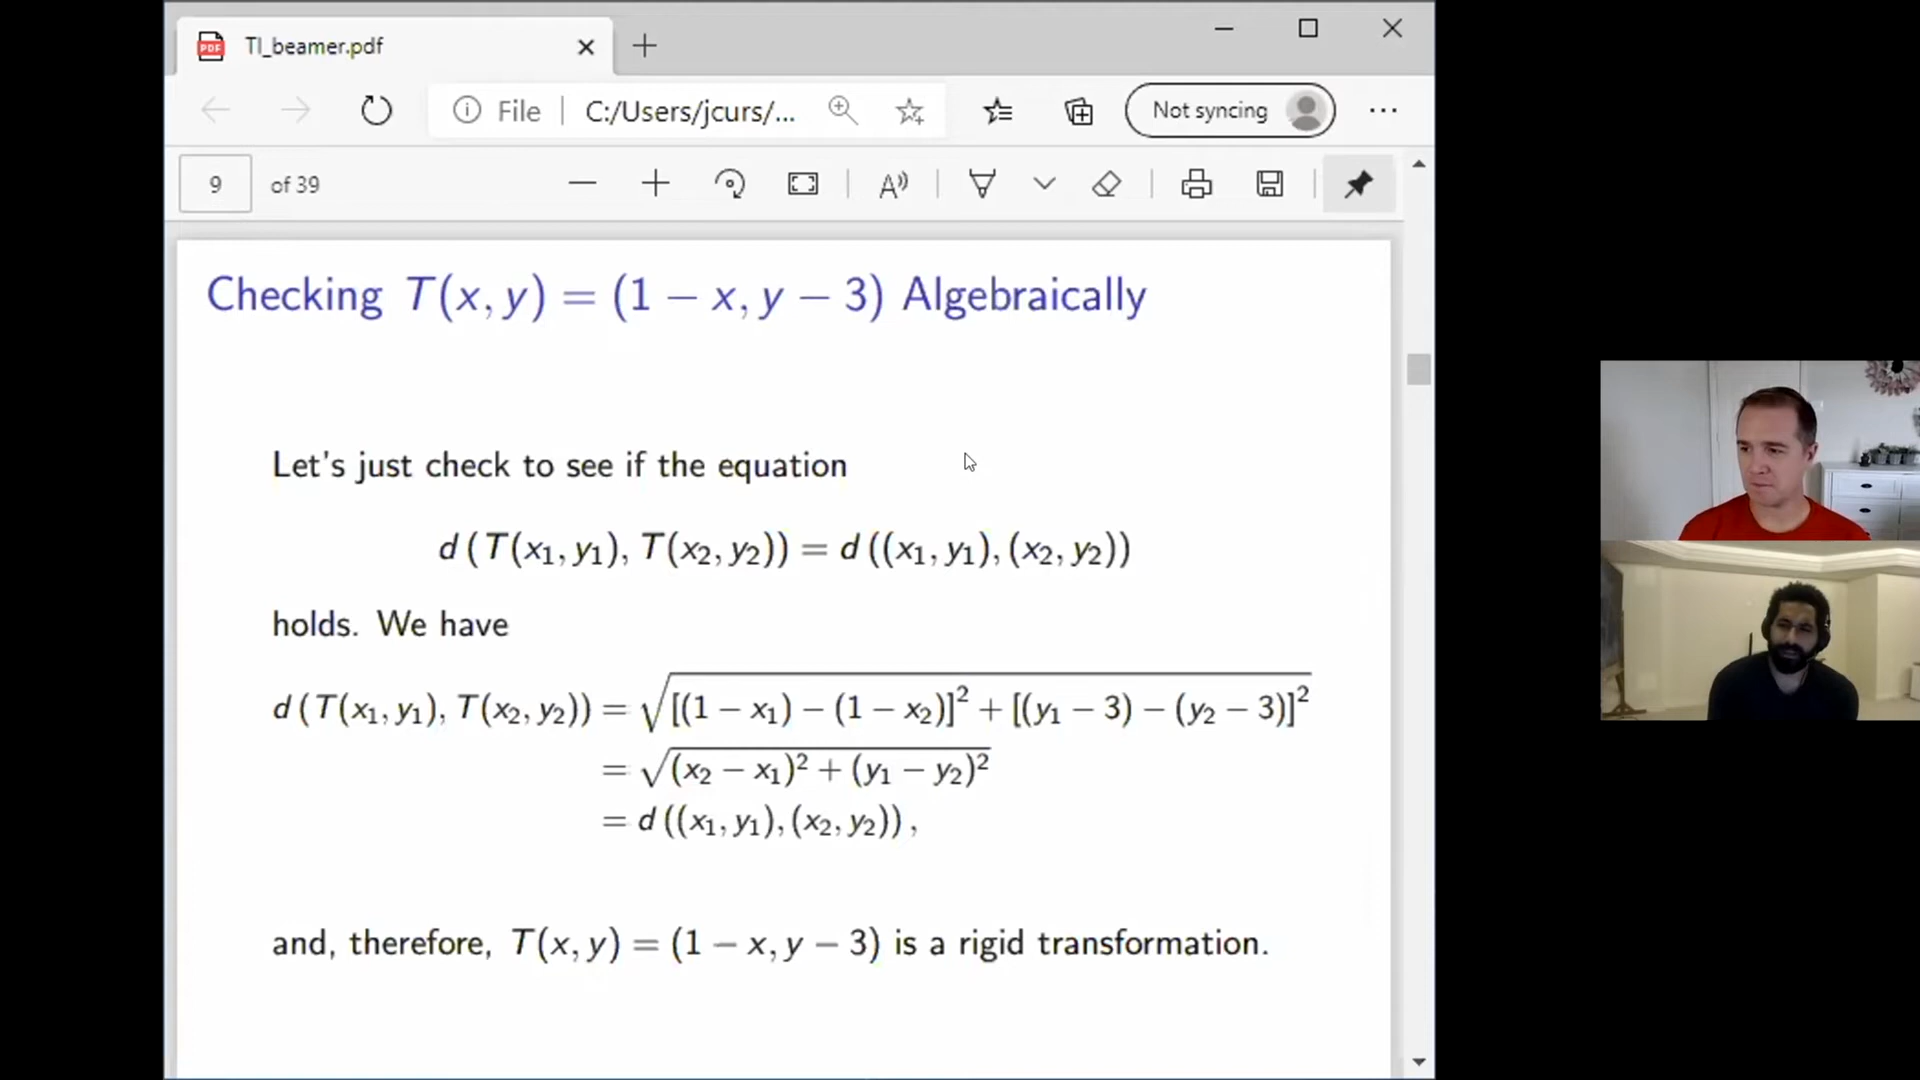 TI_beamer.pdf
File | C:/Users/jcurs/...
Not syncing
9 of 39
Checking T(x, y) = (1 − x, y − 3) Algebraically
Let's just check to see if the equation
d (T(x₁, y₁), T(x₂, y₂)) = d ((x₁, y₁), (x₂, y₂))
holds. We have
d (T(x₁, y₁), T(x₂, y₂)) = √[(1 − x₁) − (1 − x₂)]² + [(y₁ − 3) − (y₂ − 3)]²
= √(x₂ − x₁)² + (y₁ − y₂)²
= d ((x₁, y₁), (x₂, y₂)) ,
and, therefore, T(x, y) = (1 − x, y − 3) is a rigid transformation.